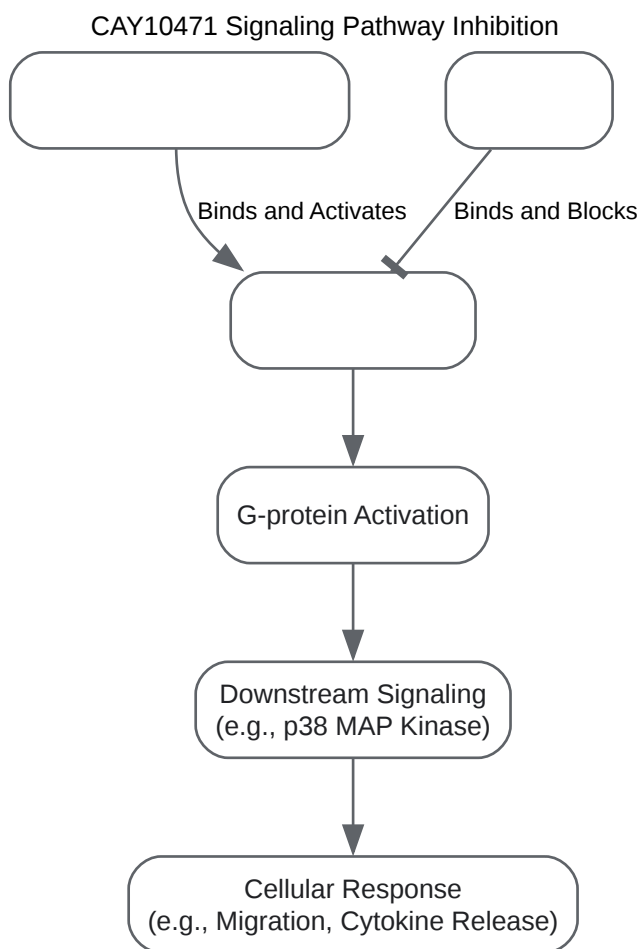 CAY10471 Signaling Pathway Inhibition
Binds and Activates
Binds and Blocks
G-protein Activation
Downstream Signaling
(e.g., p38 MAP Kinase)
Cellular Response
(e.g., Migration, Cytokine Release)